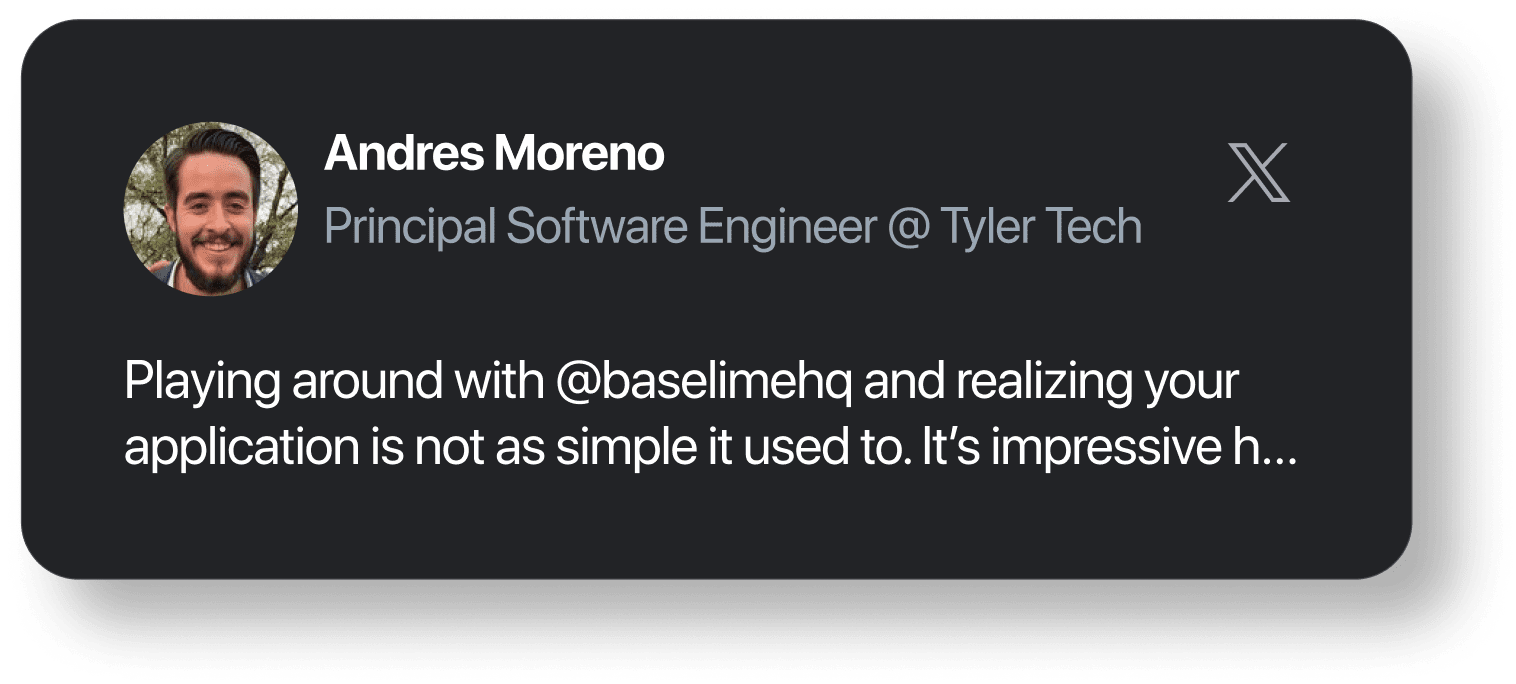 Andres Moreno
Principal Software Engineer @ Tyler Tech
Playing around with @baselimehq and realizing your
application is not as simple it used to. It’s impressive h...